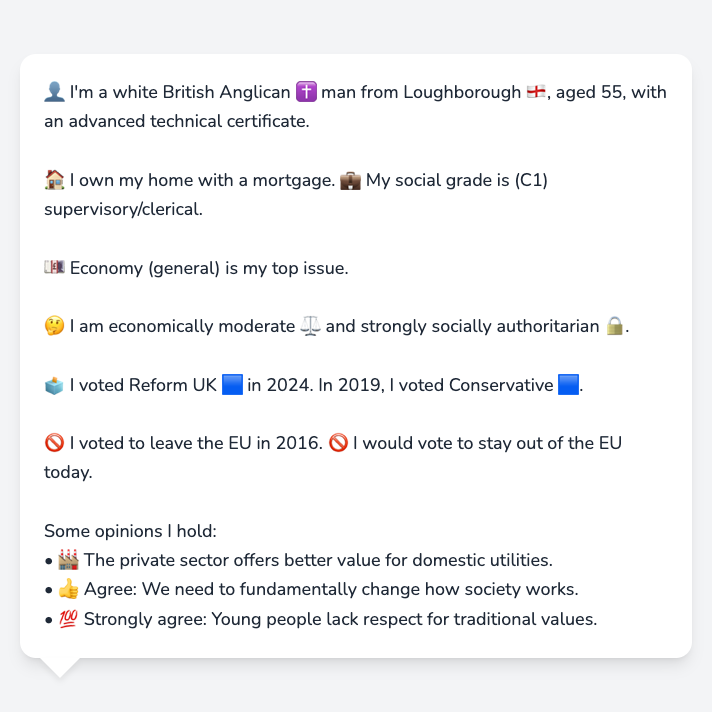 👤 I'm a white British Anglican ✝️ man from Loughborough 🏴󠁧󠁢󠁥󠁮󠁧󠁿, aged 55, with
an advanced technical certificate.
🏠 I own my home with a mortgage. 💼 My social grade is (C1)
supervisory/clerical.
💷 Economy (general) is my top issue.
🤔 I am economically moderate ⚖️ and strongly socially authoritarian 🔒.
🗳️ I voted Reform UK 🟦 in 2024. In 2019, I voted Conservative 🟦.
🚫 I voted to leave the EU in 2016. 🚫 I would vote to stay out of the EU
today.
Some opinions I hold:
• 🏭 The private sector offers better value for domestic utilities.
• 👍 Agree: We need to fundamentally change how society works.
• 💯 Strongly agree: Young people lack respect for traditional values.